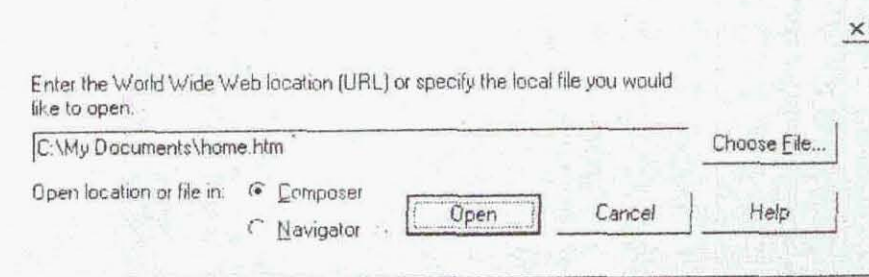 Enter the World Wide Web location (URL) or specify the local file you would
like to open.
C:\My Documents\home.htm
Choose File...
Open location or file in:
Composer
Navigator
Open
Cancel
Help